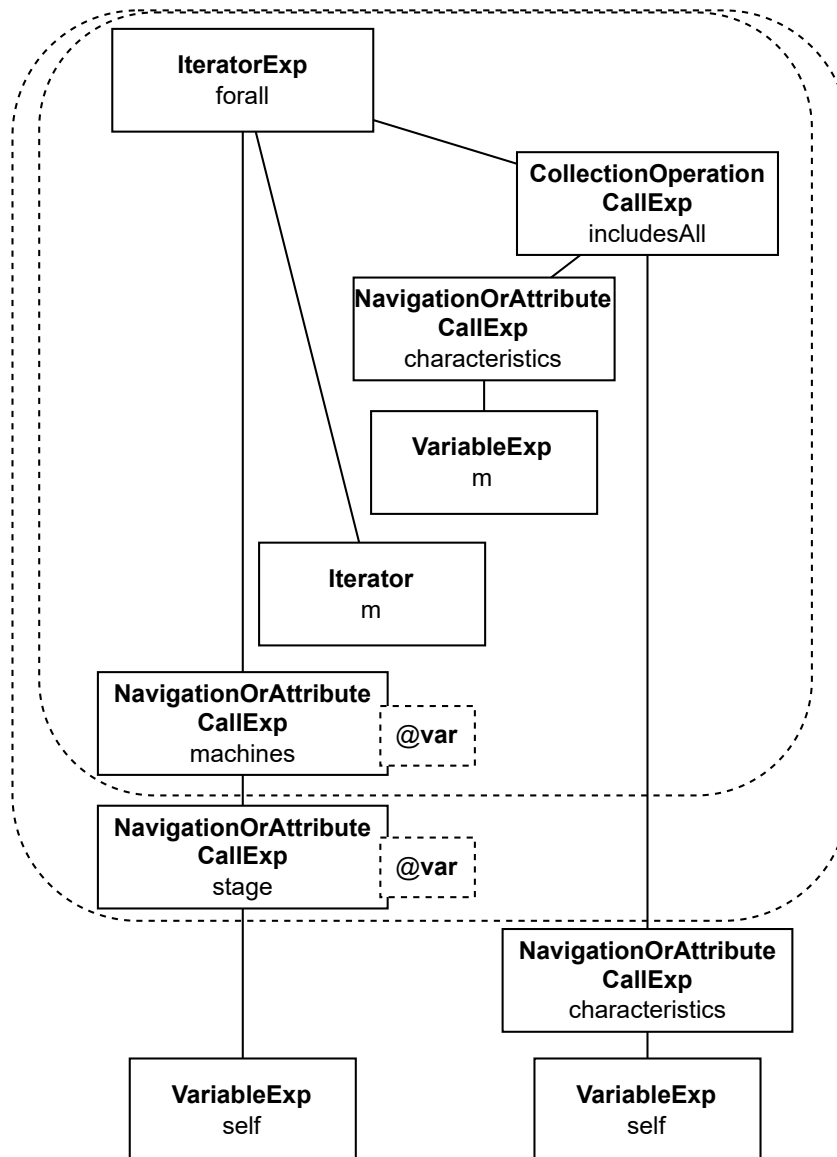 IteratorExp
forall
CollectionOperation
CallExp
includesAll
NavigationOrAttribute
CallExp
characteristics
VariableExp
m
Iterator
m
NavigationOrAttribute
CallExp
machines
@var
NavigationOrAttribute
CallExp
stage
@var
NavigationOrAttribute
CallExp
characteristics
VariableExp
self
VariableExp
self